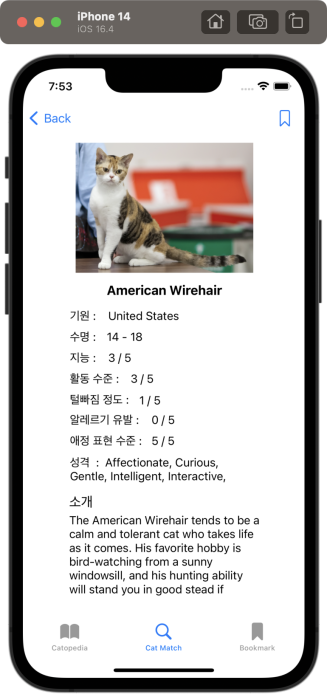 iPhone 14
iOS 16.4
7:53
Back
American Wirehair
기원 : United States
수명 : 14 - 18
지능 : 3 / 5
활동 수준 : 3 / 5
털빠짐 정도 : 1 / 5
알레르기 유발 : 0 / 5
애정 표현 수준 : 5 / 5
성격 : Affectionate, Curious,
Gentle, Intelligent, Interactive,
소개
The American Wirehair tends to be a
calm and tolerant cat who takes life
as it comes. His favorite hobby is
bird-watching from a sunny
windowsill, and his hunting ability
will stand you in good stead if
Catopedia
Cat Match
Bookmark